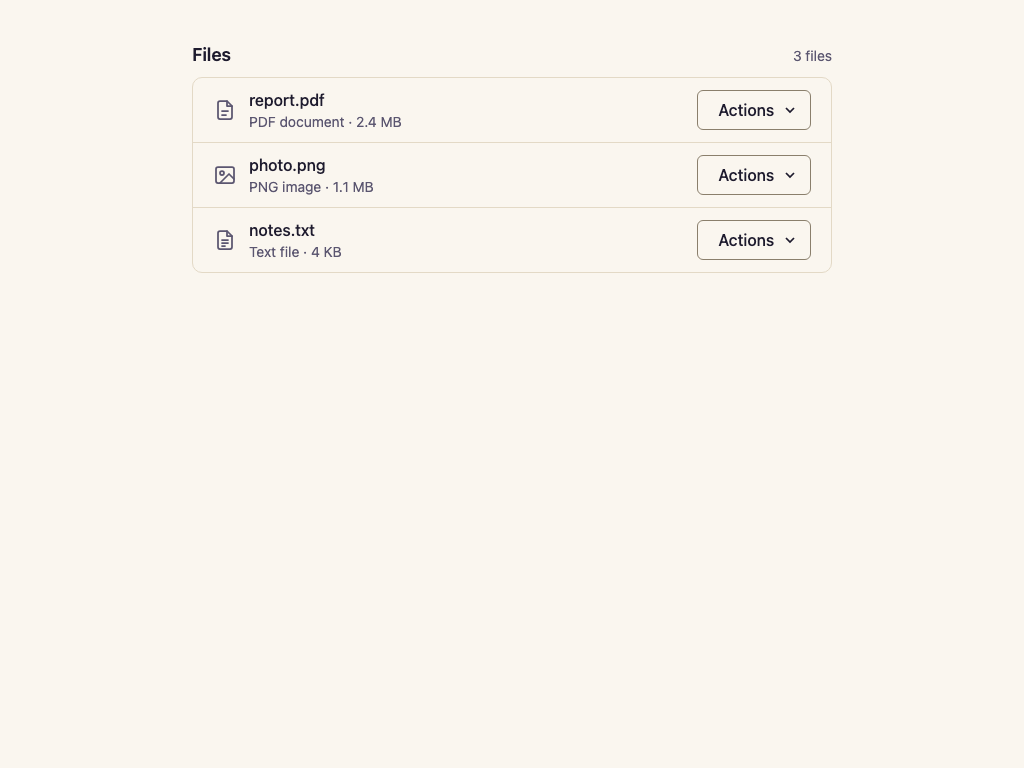 Files
3 files
report.pdf
PDF document · 2.4 MB
Actions
photo.png
PNG image · 1.1 MB
Actions
notes.txt
Text file · 4 KB
Actions